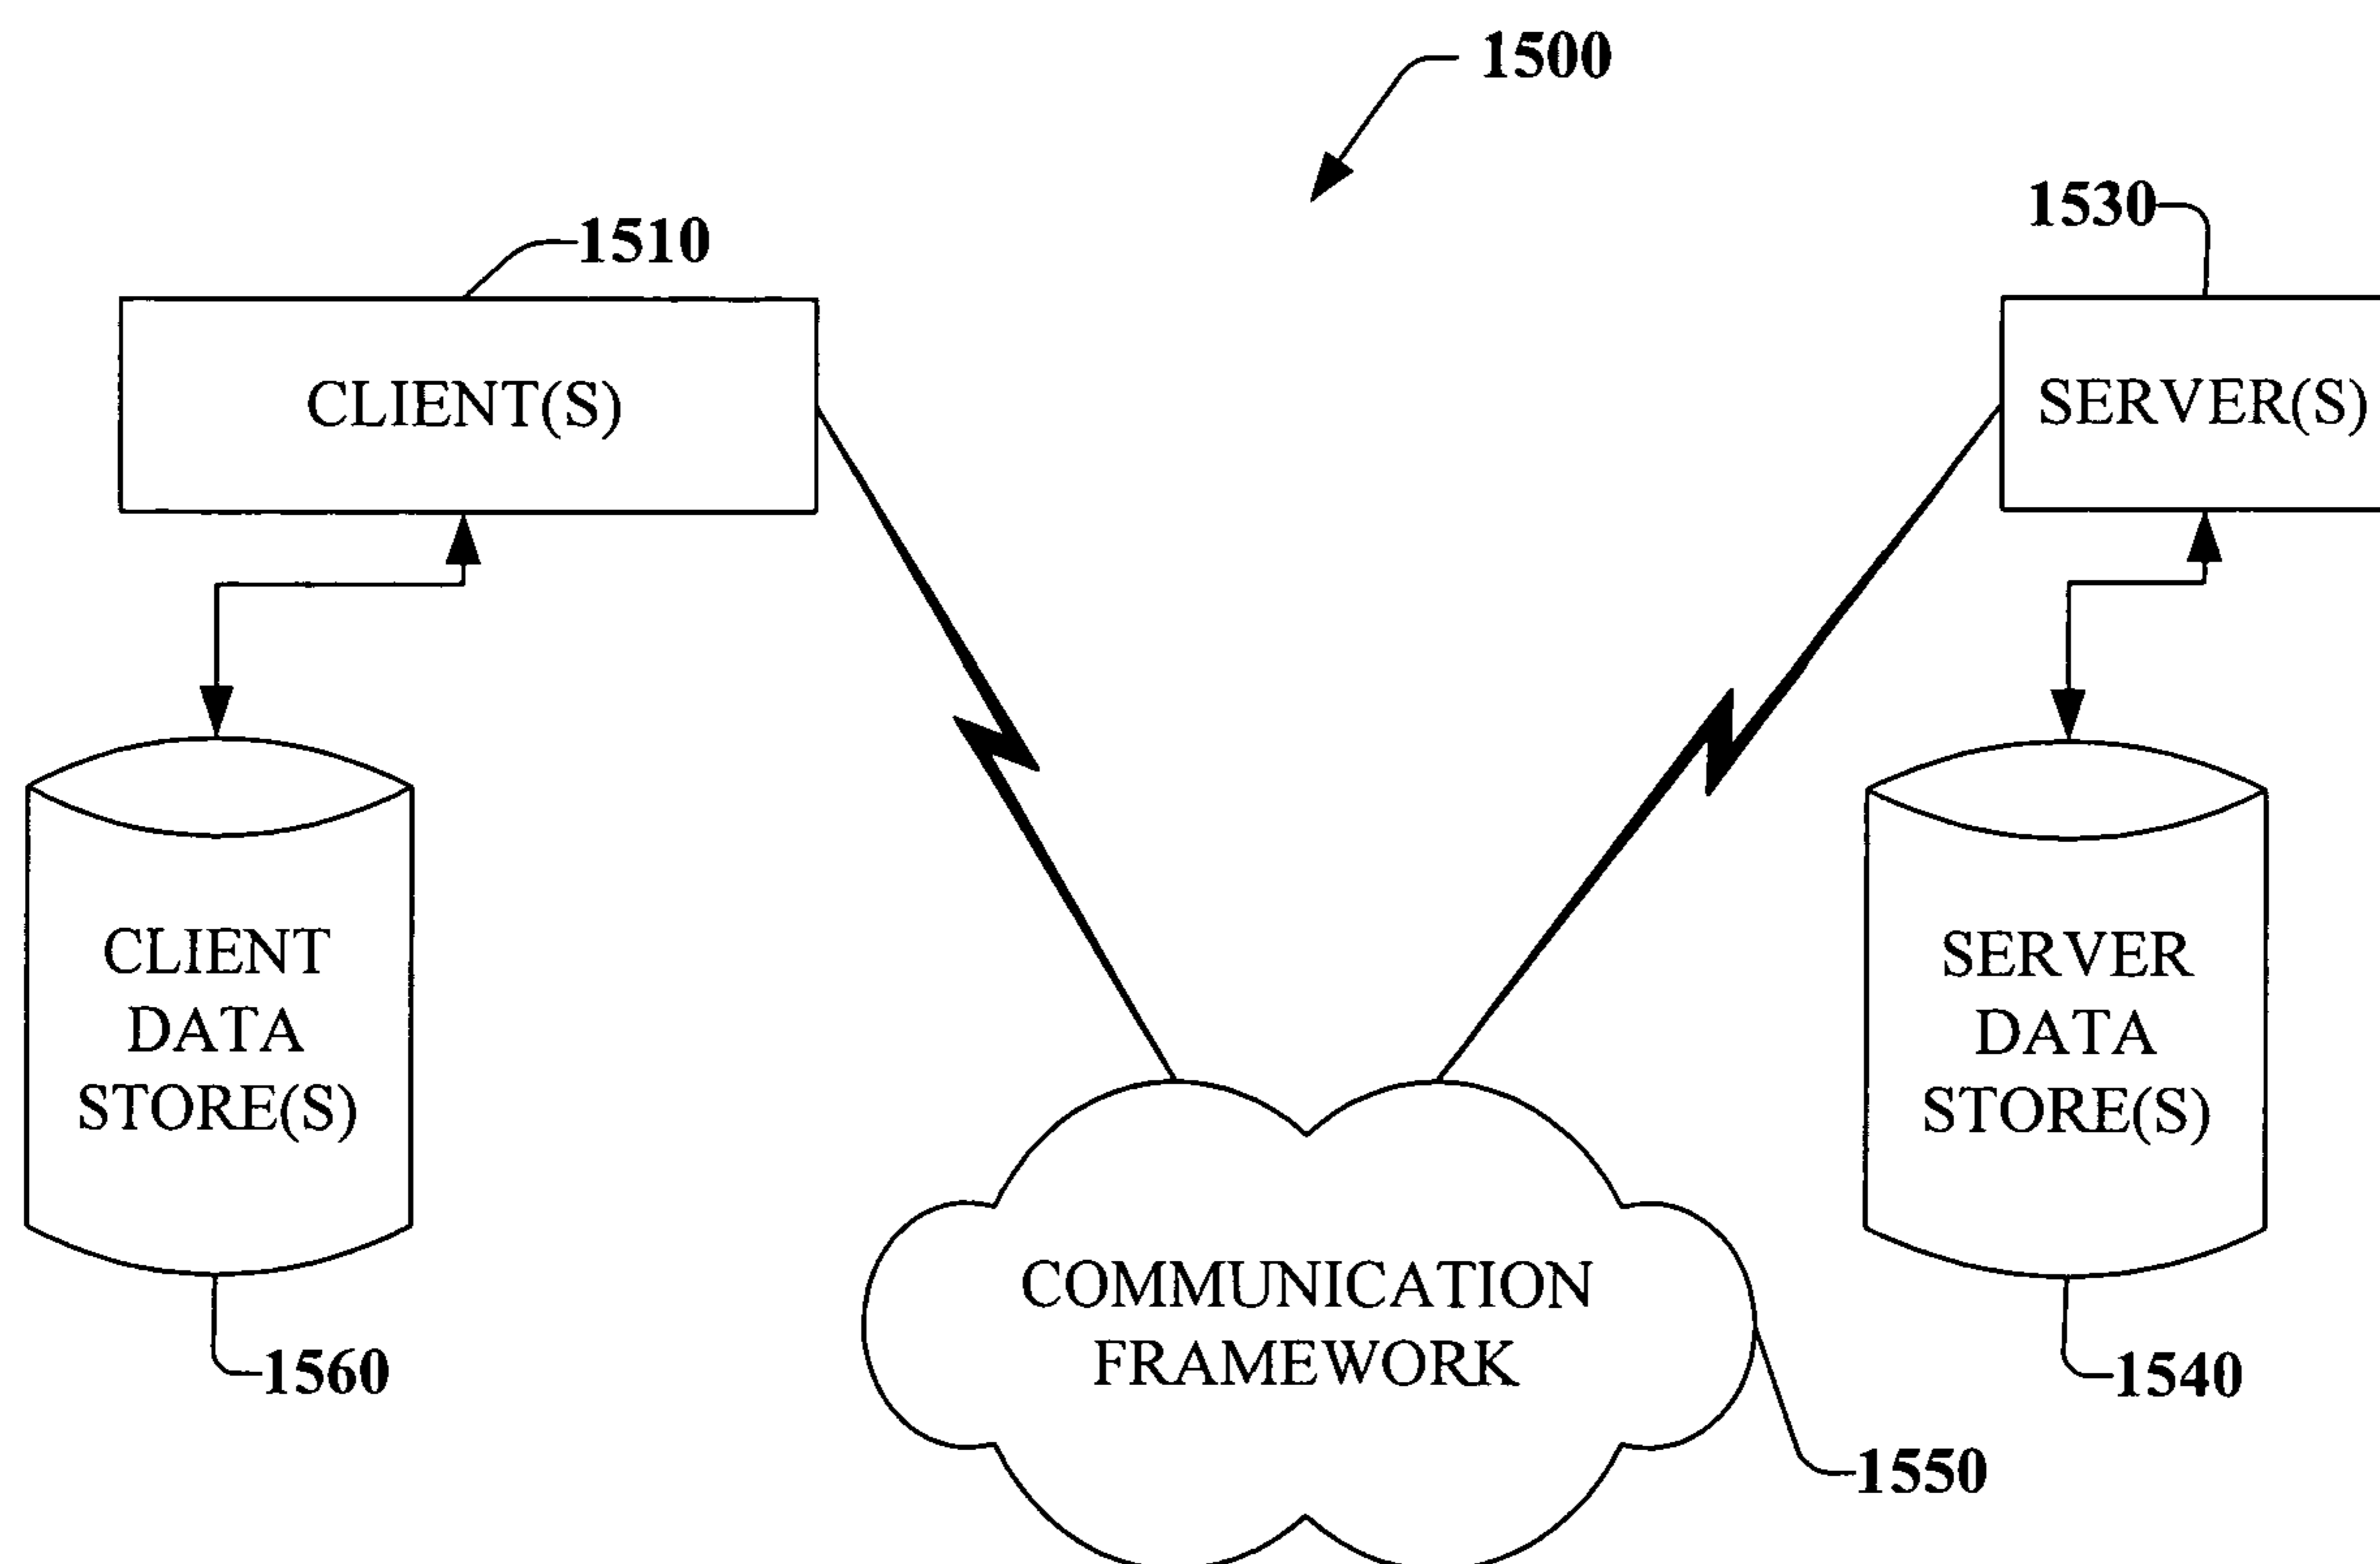 1500
1530
1510
CLIENT(S)
SERVER(S)
CLIENT
DATA
STORE(S)
SERVER
DATA
STORE(S)
COMMUNICATION
FRAMEWORK
1560
1540
1550